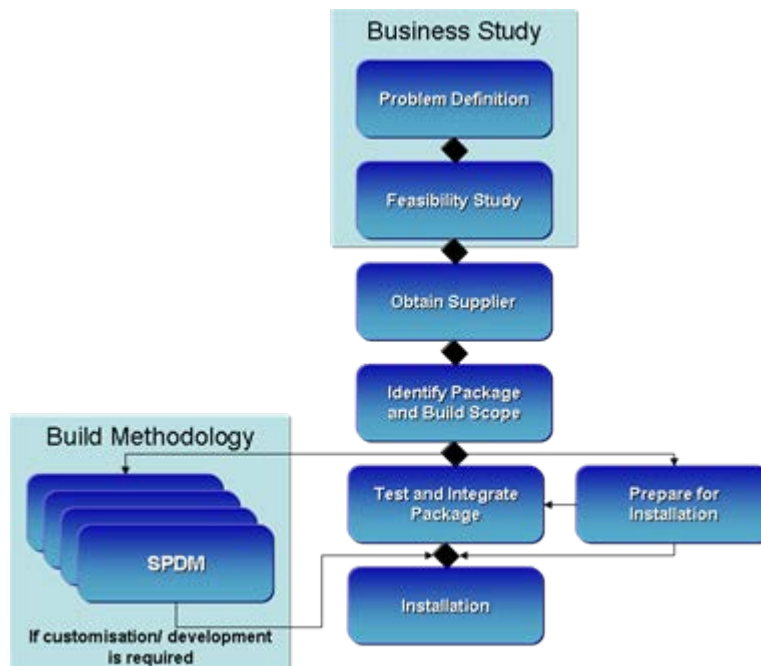 Business Study
Problem Definition
Feasibility Study
Obtain Supplier
Identify Package
and Build Scope
Build Methodology
Test and Integrate
Package
Prepare for
Installation
SPDM
Installation
If customisation/ development
is required